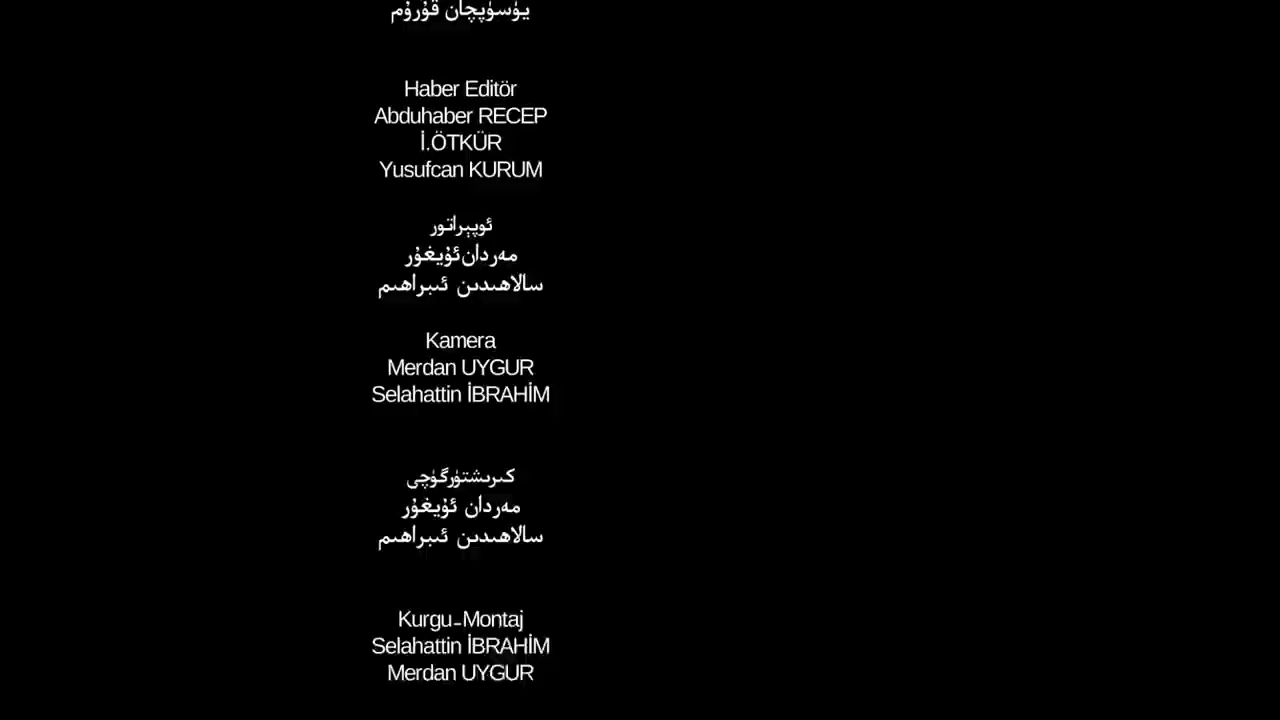 يۈسۈپچان قۇرۇم
Haber Editör
Abduhaber RECEP
İ.ÖTKÜR
Yusufcan KURUM
ئوپېراتور
مەردان ئۇيغۇر
سالاھىدىن ئىبراھىم
Kamera
Merdan UYGUR
Selahattin İBRAHİM
كىرىشتۈرگۈچى
مەردان ئۇيغۇر
سالاھىدىن ئىبراھىم
Kurgu-Montaj
Selahattin İBRAHİM
Merdan UYGUR